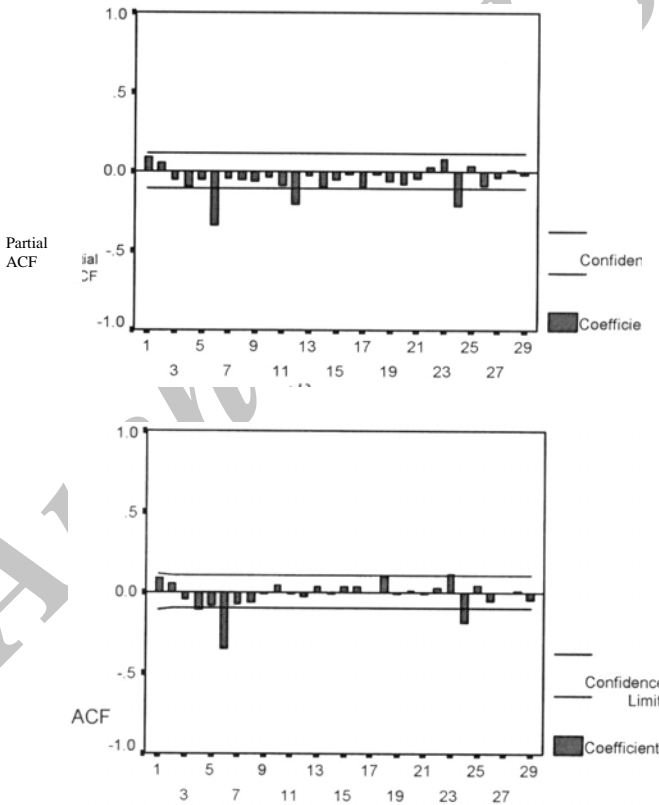 1.0
.5
0.0
-.5
-1.0
Partial
ACF
ial
CF
Confiden
Coefficie
1 5 9 13 17 21 25 29
3 7 11 15 19 23 27
1.0
.5
0.0
-.5
-1.0
ACF
Confidence
Limit
Coefficient
1 5 9 13 17 21 25 29
3 7 11 15 19 23 27